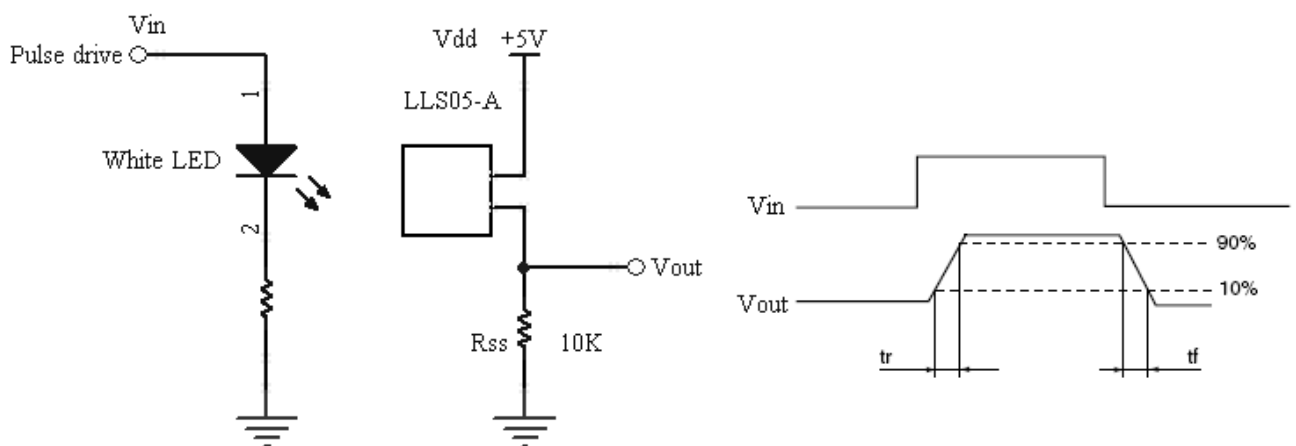 Vin
Pulse drive
1
White LED
2
Vdd +5V
LLS05-A
Vout
Rss 10K
Vin
90%
10%
Vout
tr
tf